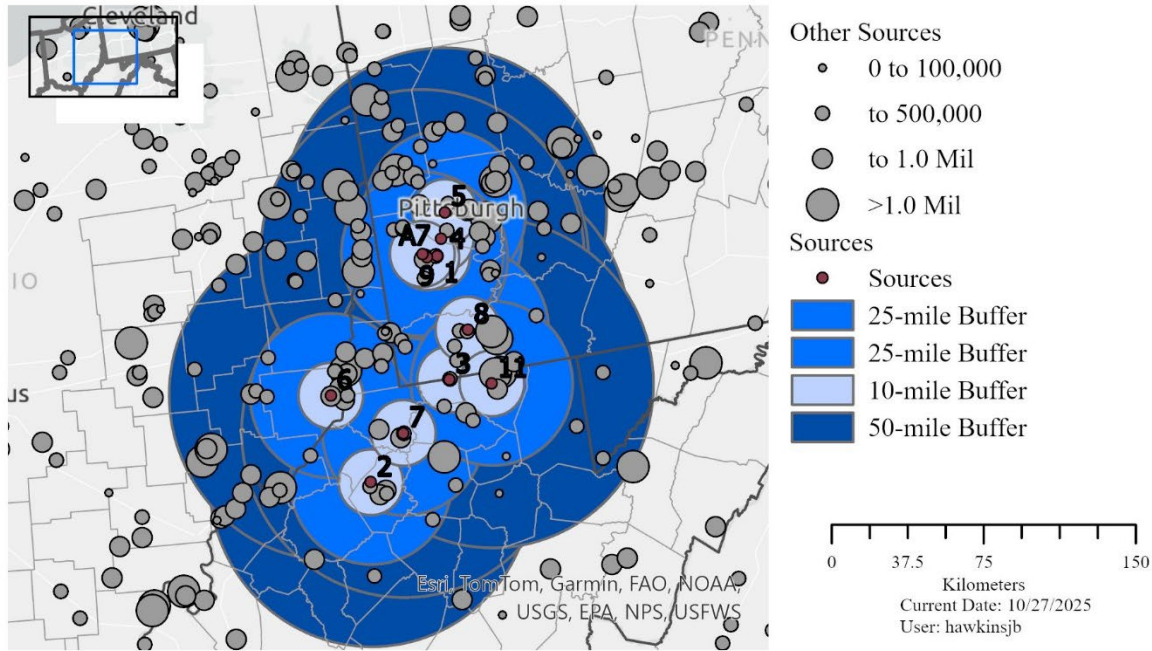 Cleveland
PENN
Pittsburgh
5
A7
4
9
1
8
3
11
6
7
2
IO
us
Esri, TomTom, Garmin, FAO, NOAA,
USGS, EPA, NPS, USFWS
Other Sources
0 to 100,000
to 500,000
to 1.0 Mil
>1.0 Mil
Sources
Sources
25-mile Buffer
25-mile Buffer
10-mile Buffer
50-mile Buffer
0 37.5 75 150
Kilometers
Current Date: 10/27/2025
User: hawkinsjb